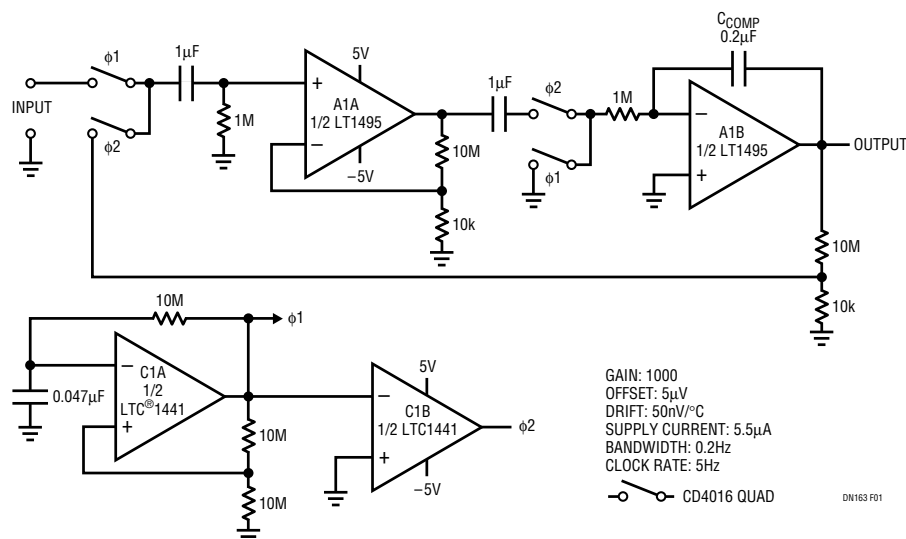 CCOMP
0.2µF
ϕ1
1µF
5V
1µF
ϕ2
1M
INPUT
+
A1A
1/2 LT1495
–
A1B
1/2 LT1495
OUTPUT
ϕ2
1M
–
10M
+
–5V
ϕ1
10k
10M
10k
10M
ϕ1
–
C1A
1/2
LTC®1441
5V
0.047µF
–
C1B
1/2 LTC1441
ϕ2
+
10M
+
–5V
10M
GAIN: 1000
OFFSET: 5µV
DRIFT: 50nV/°C
SUPPLY CURRENT: 5.5µA
BANDWIDTH: 0.2Hz
CLOCK RATE: 5Hz
CD4016 QUAD
DN163 F01